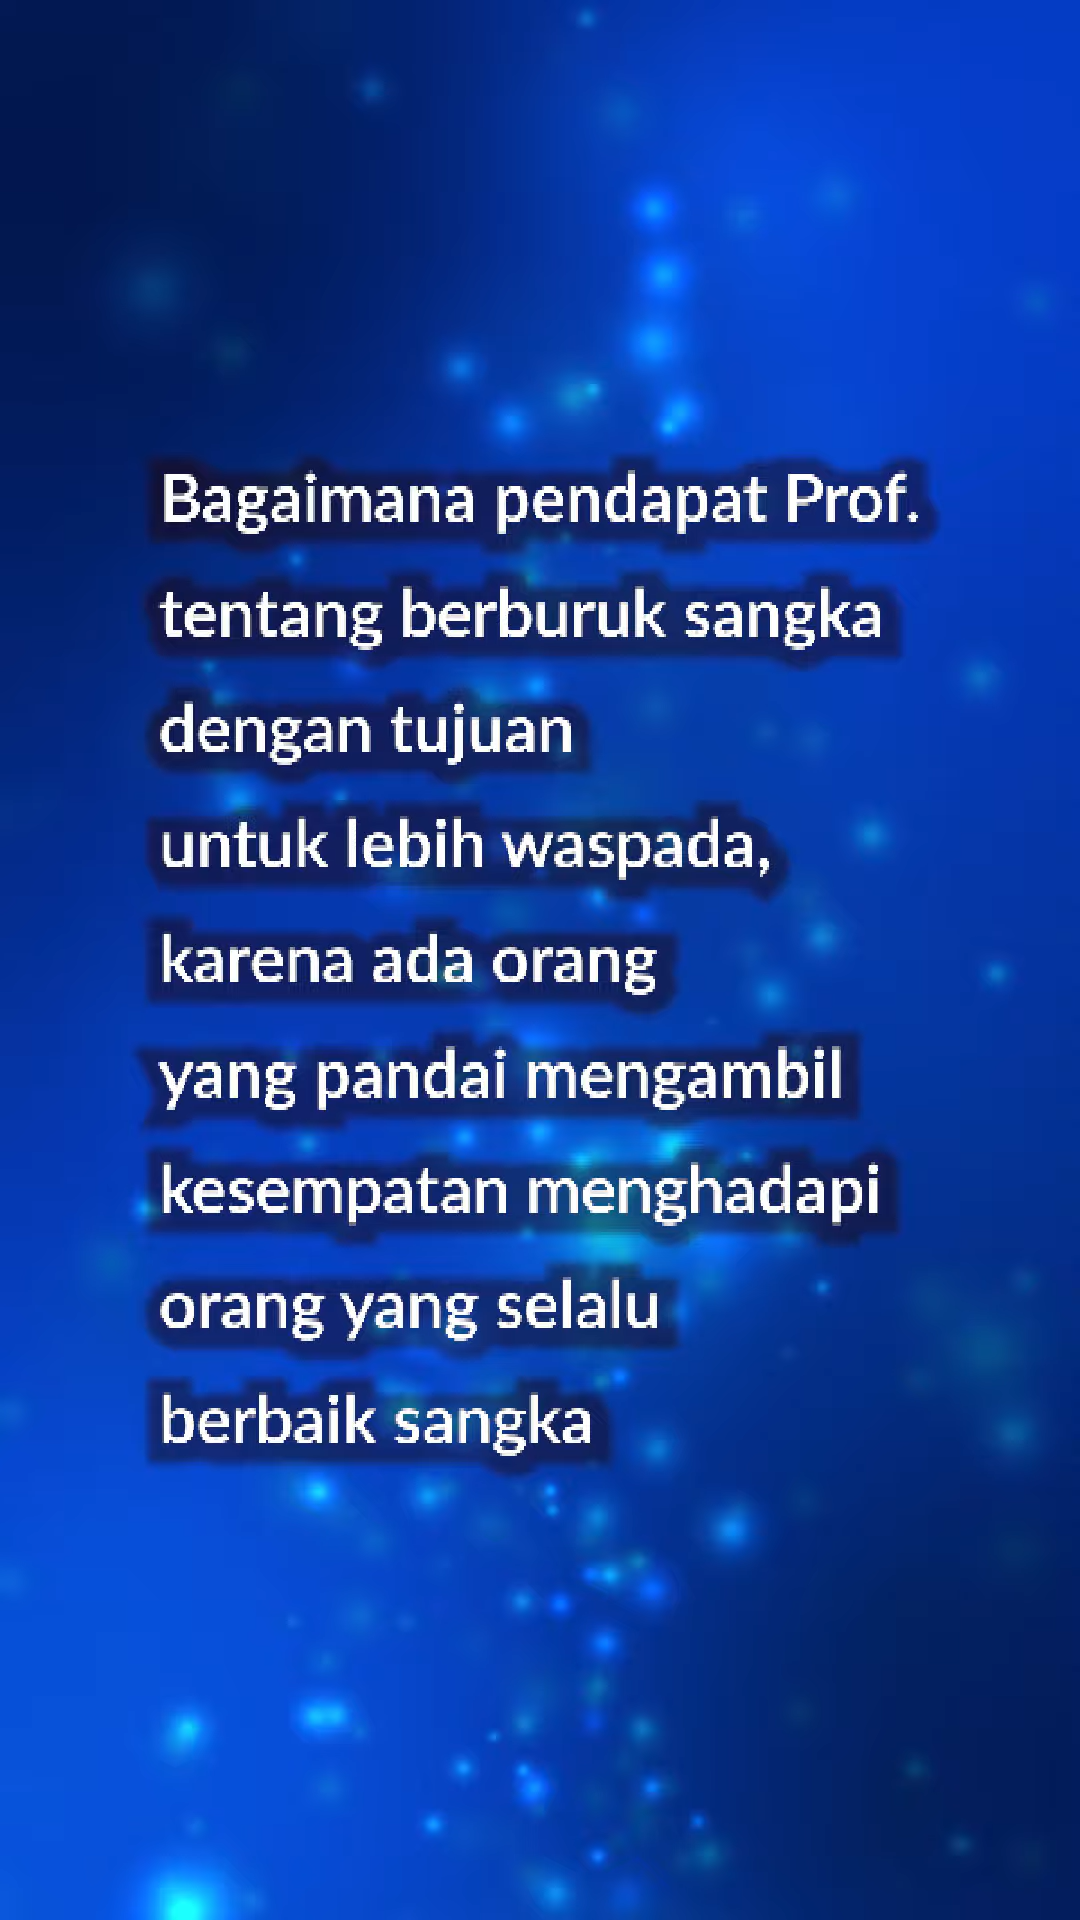 Bagaimana pendapat Prof.
tentang berburuk sangka
dengan tujuan
untuk lebih waspada,
karena ada orang
yang pandai mengambil
kesempatan menghadapi
orang yang selalu
berbaik sangka